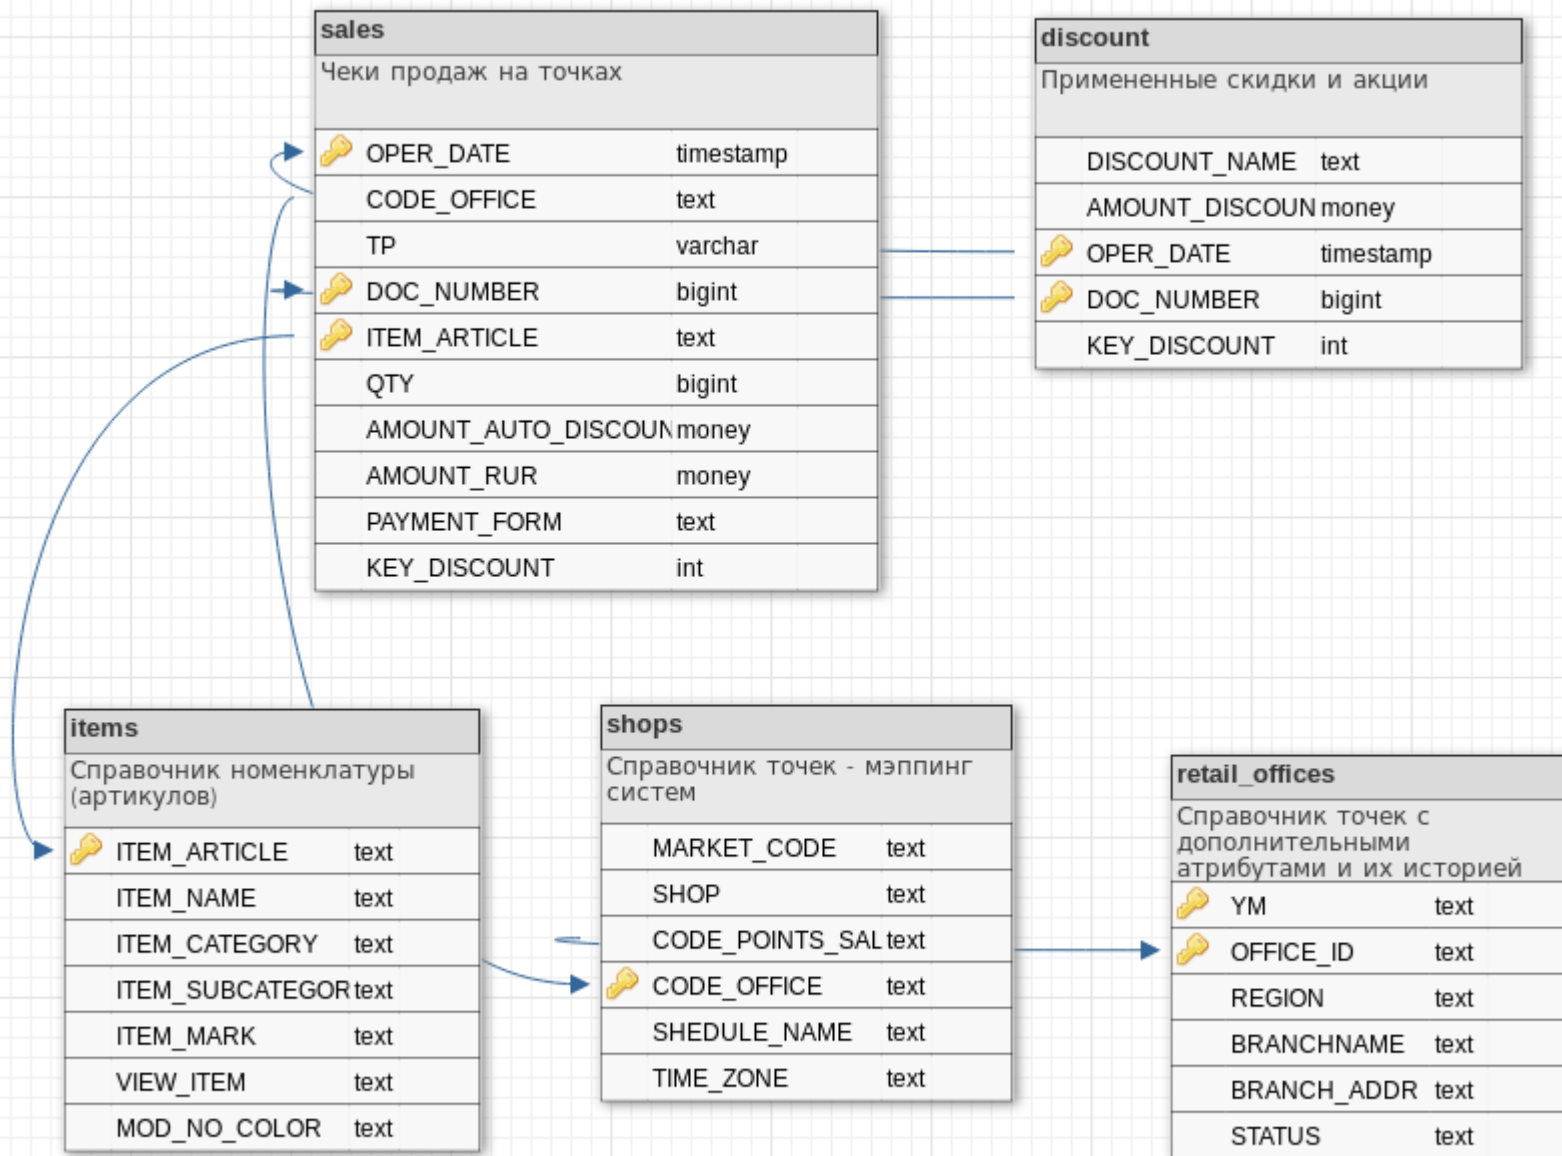 sales
Чеки продаж на точках
OPER_DATE timestamp
CODE_OFFICE text
TP varchar
DOC_NUMBER bigint
ITEM_ARTICLE text
QTY bigint
AMOUNT_AUTO_DISCOUN money
AMOUNT_RUR money
PAYMENT_FORM text
KEY_DISCOUNT int
discount
Примененные скидки и акции
DISCOUNT_NAME text
AMOUNT_DISCOUN money
OPER_DATE timestamp
DOC_NUMBER bigint
KEY_DISCOUNT int
items
Справочник номенклатуры
(артикулов)
ITEM_ARTICLE text
ITEM_NAME text
ITEM_CATEGORY text
ITEM_SUBCATEGOR text
ITEM_MARK text
VIEW_ITEM text
MOD_NO_COLOR text
shops
Справочник точек - мэппинг
систем
MARKET_CODE text
SHOP text
CODE_POINTS_SAL text
CODE_OFFICE text
SHEDULE_NAME text
TIME_ZONE text
retail_offices
Справочник точек с
дополнительными
атрибутами и их историей
YM text
OFFICE_ID text
REGION text
BRANCHNAME text
BRANCH_ADDR text
STATUS text